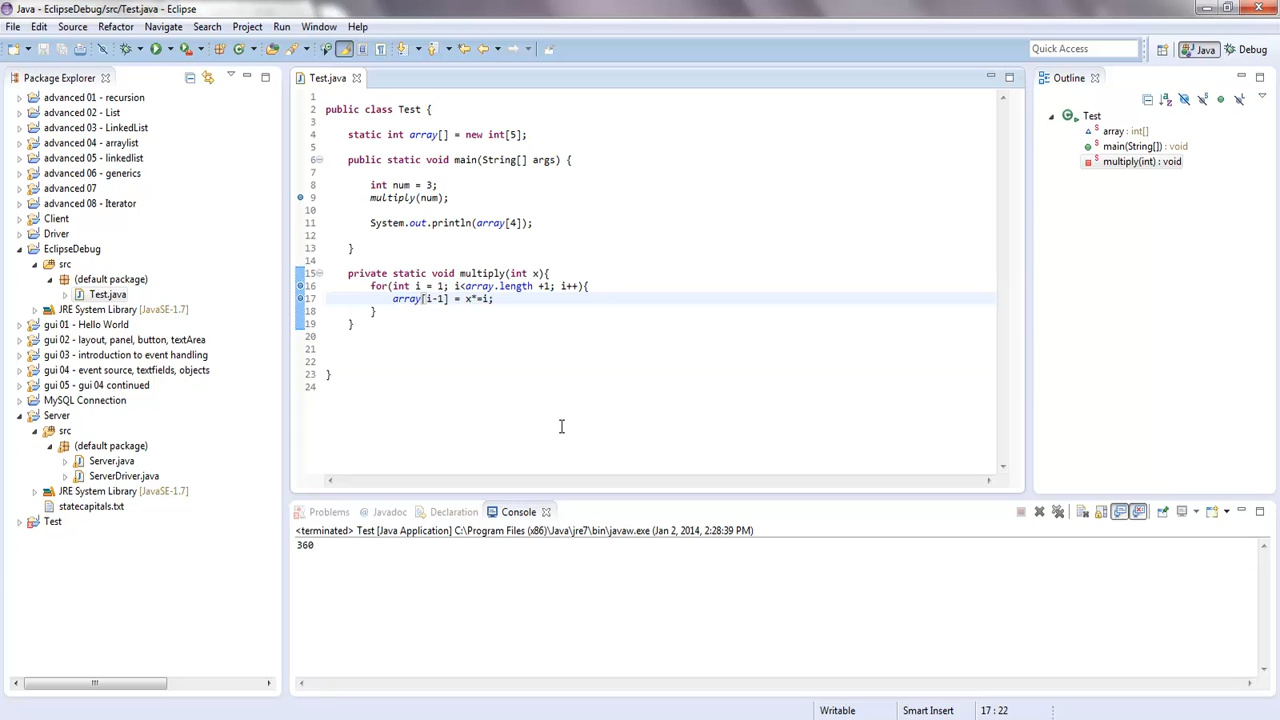 Java - EclipseDebug/src/Test.java - Eclipse
File Edit Source Refactor Navigate Search Project Run Window Help
Quick Access
Java
Debug
Package Explorer
advanced 01 - recursion
advanced 02 - List
advanced 03 - LinkedList
advanced 04 - arraylist
advanced 05 - linkedlist
advanced 06 - generics
advanced 07
advanced 08 - Iterator
Client
Driver
EclipseDebug
src
(default package)
Test.java
JRE System Library [JavaSE-1.7]
gui 01 - Hello World
gui 02 - layout, panel, button, textArea
gui 03 - introduction to event handling
gui 04 - event source, textfields, objects
gui 05 - gui 04 continued
MySQL Connection
Server
src
(default package)
Server.java
ServerDriver.java
JRE System Library [JavaSE-1.7]
statecapitals.txt
Test
Test.java
1
2 public class Test {
3
4 static int array[] = new int[5];
5
6 public static void main(String[] args) {
7
8 int num = 3;
9 multiply(num);
10
11 System.out.println(array[4]);
12
13 }
14
15 private static void multiply(int x){
16 for(int i = 1; i<array.length +1; i++){
17 array[i-1] = x*=i;
18 }
19 }
20
21
22
23 }
24
Outline
Test
array : int[]
main(String[]) : void
multiply(int) : void
Problems @ Javadoc Declaration Console
<terminated> Test [Java Application] C:\Program Files (x86)\Java\jre7\bin\javaw.exe (Jan 2, 2014, 2:28:39 PM)
360
Writable Smart Insert 17 : 22